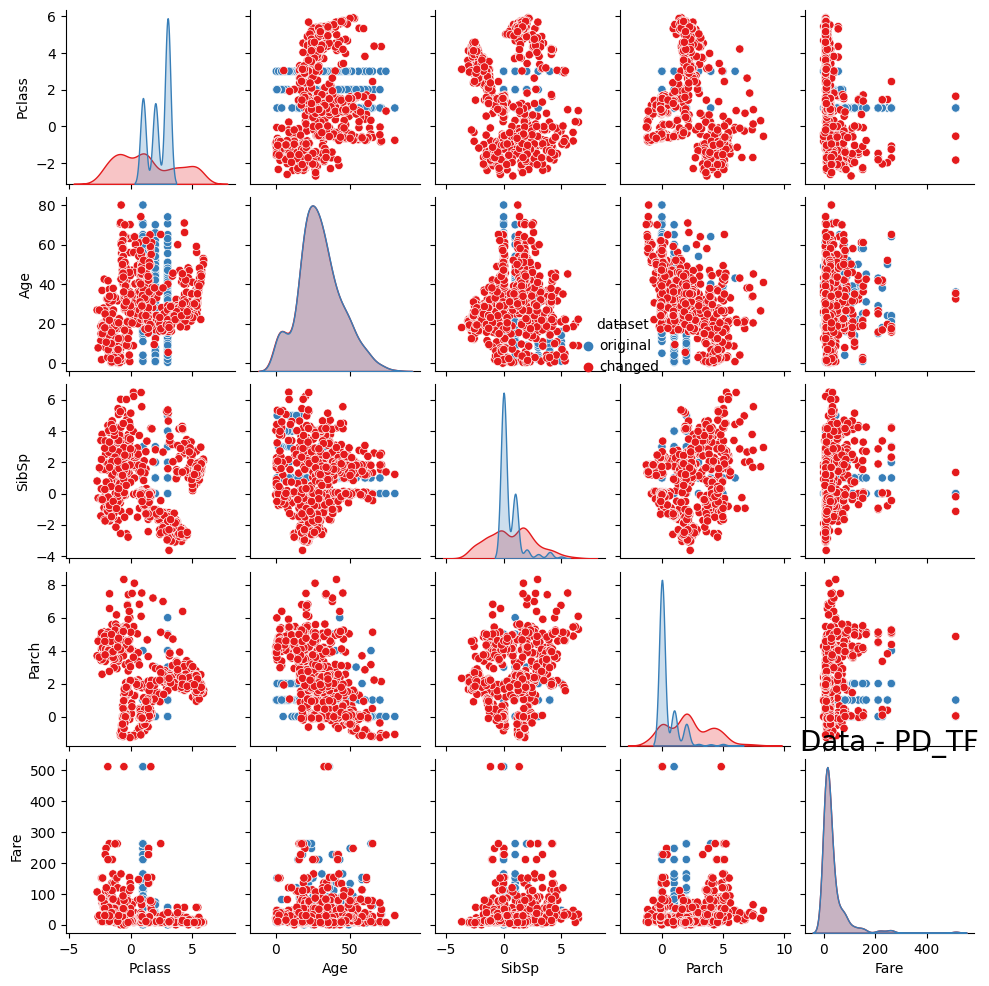 6
4
2
0
−2
Pclass
80
60
40
20
0
Age
dataset
original
changed
6
4
2
0
−2
−4
SibSp
8
6
4
2
0
Parch
Data - PD_TF
500
400
300
200
100
0
Fare
−5 0 5
0 50
−5 0 5
0 5 10
0 200 400
Pclass Age SibSp Parch Fare